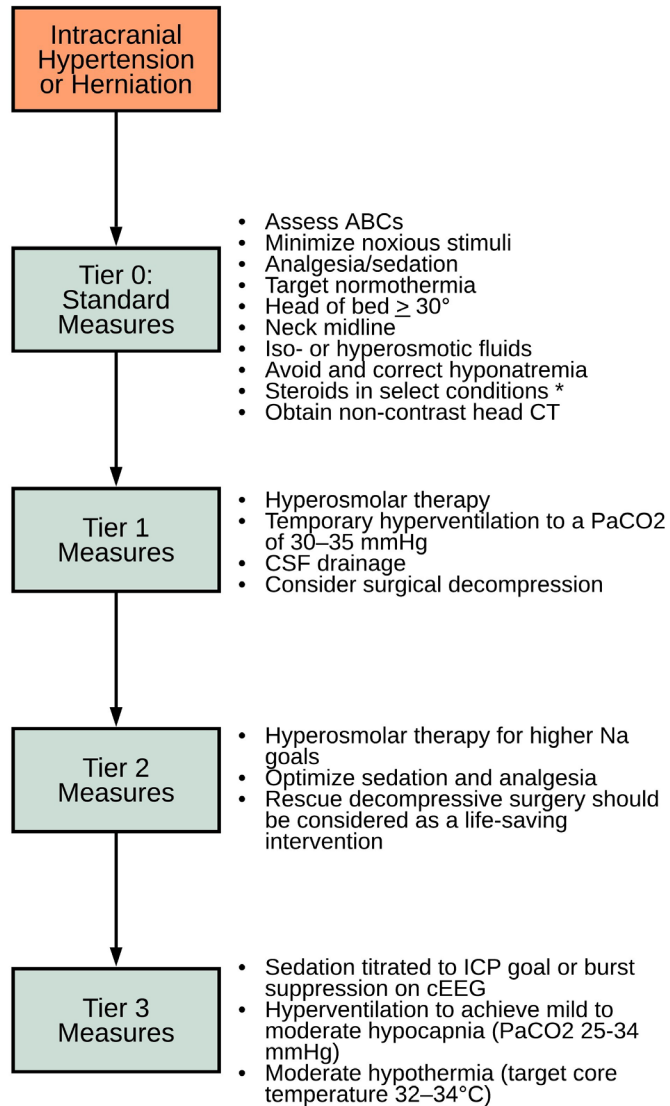 Intracranial
Hypertension
or Herniation
Tier 0:
Standard
Measures
• Assess ABCs
• Minimize noxious stimuli
• Analgesia/sedation
• Target normothermia
• Head of bed ≥ 30°
• Neck midline
• Iso- or hyperosmotic fluids
• Avoid and correct hyponatremia
• Steroids in select conditions *
• Obtain non-contrast head CT
Tier 1
Measures
• Hyperosmolar therapy
• Temporary hyperventilation to a PaCO2
of 30–35 mmHg
• CSF drainage
• Consider surgical decompression
Tier 2
Measures
• Hyperosmolar therapy for higher Na
goals
• Optimize sedation and analgesia
• Rescue decompressive surgery should
be considered as a life-saving
intervention
Tier 3
Measures
• Sedation titrated to ICP goal or burst
suppression on cEEG
• Hyperventilation to achieve mild to
moderate hypocapnia (PaCO2 25-34
mmHg)
• Moderate hypothermia (target core
temperature 32–34°C)